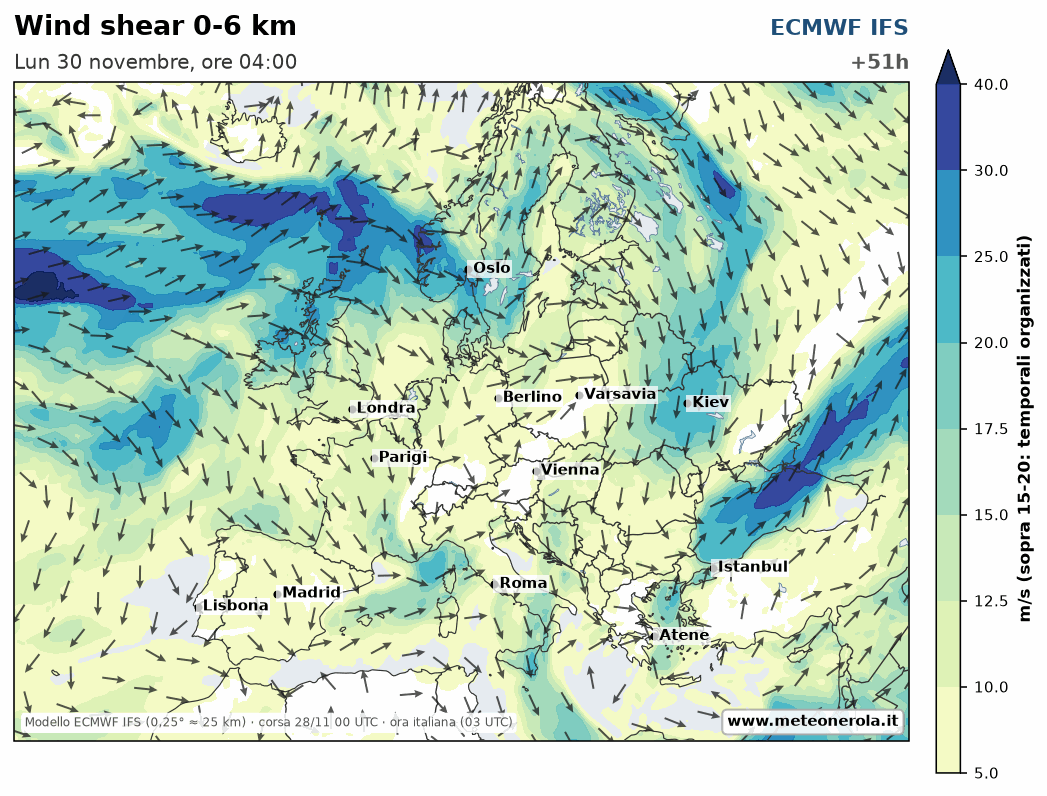 Wind shear 0-6 km
ECMWF IFS
Lun 30 novembre, ore 04:00
+51h
40.0
30.0
25.0
20.0
17.5
15.0
12.5
10.0
5.0
m/s (sopra 15-20: temporali organizzati)
Oslo
Berlino
Varsavia
Kiev
Londra
Parigi
Vienna
Istanbul
Roma
Madrid
Lisbona
Atene
Modello ECMWF IFS (0,25° ≈ 25 km) · corsa 28/11 00 UTC · ora italiana (03 UTC)
www.meteonerola.it